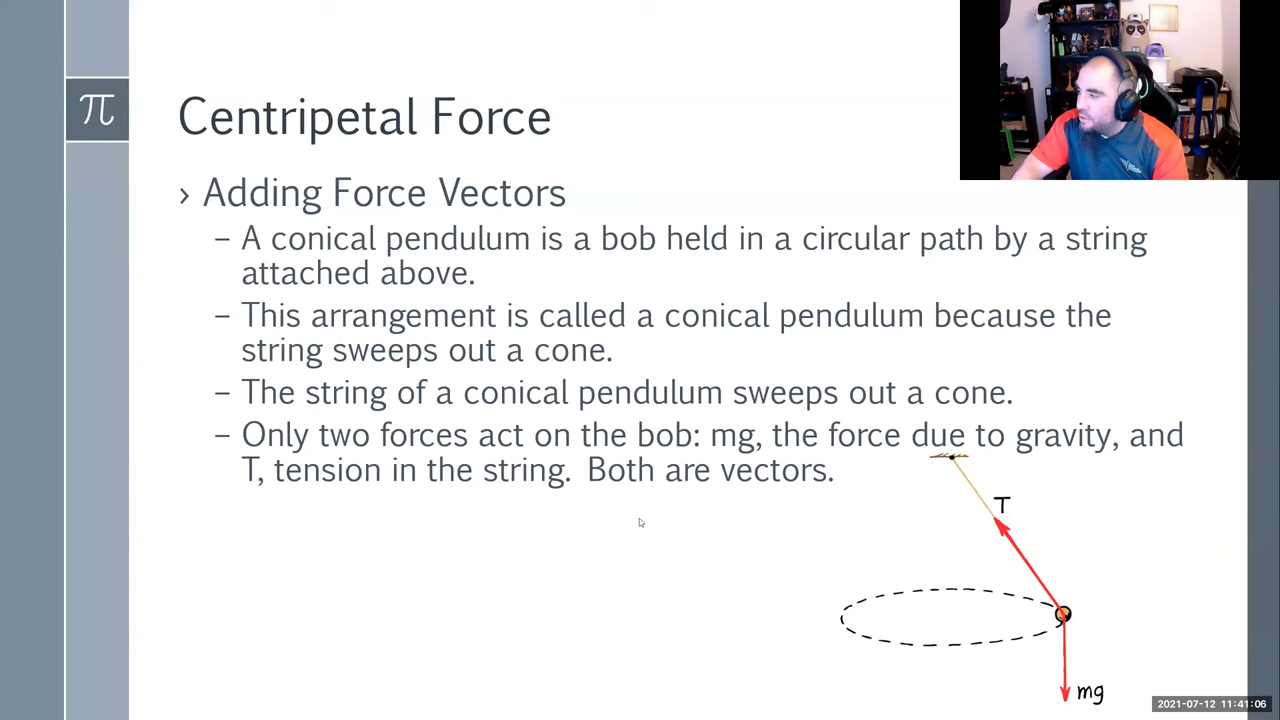 π
Centripetal Force
› Adding Force Vectors
– A conical pendulum is a bob held in a circular path by a string
attached above.
– This arrangement is called a conical pendulum because the
string sweeps out a cone.
– The string of a conical pendulum sweeps out a cone.
– Only two forces act on the bob: mg, the force due to gravity, and
T, tension in the string. Both are vectors.
T
mg
2021-07-12 11:41:06